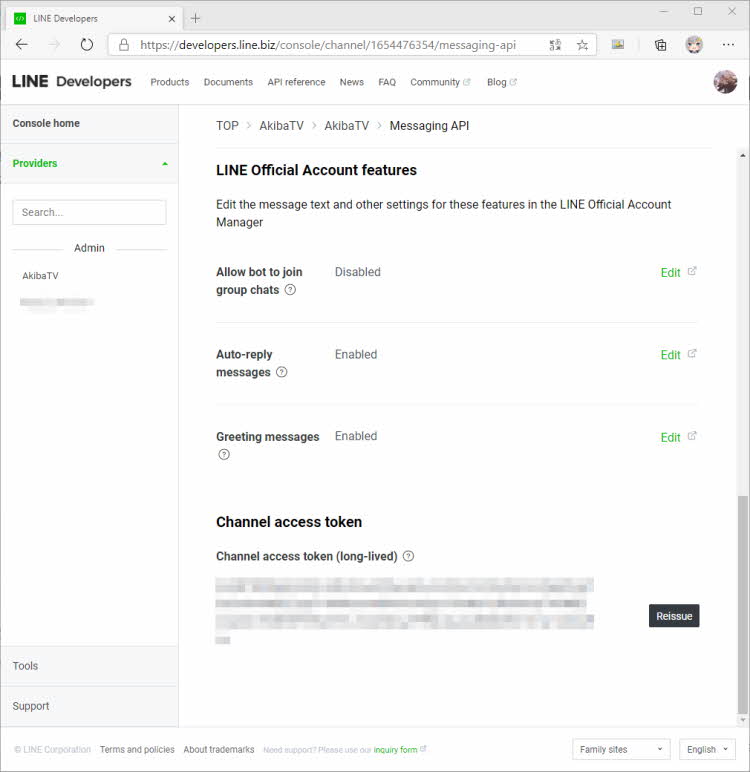 LINE Developers
https://developers.line.biz/console/channel/1654476354/messaging-api
LINE Developers Products Documents API reference News FAQ Community Blog
Console home
Providers
Search...
Admin
AkibaTV
Tools
Support
TOP > AkibaTV > AkibaTV > Messaging API
LINE Official Account features
Edit the message text and other settings for these features in the LINE Official Account
Manager
Allow bot to join Disabled Edit
group chats ?
Auto-reply Enabled Edit
messages ?
Greeting messages Enabled Edit
?
Channel access token
Channel access token (long-lived) ?
Reissue
© LINE Corporation Terms and policies About trademarks Need support? Please use our inquiry form Family sites English